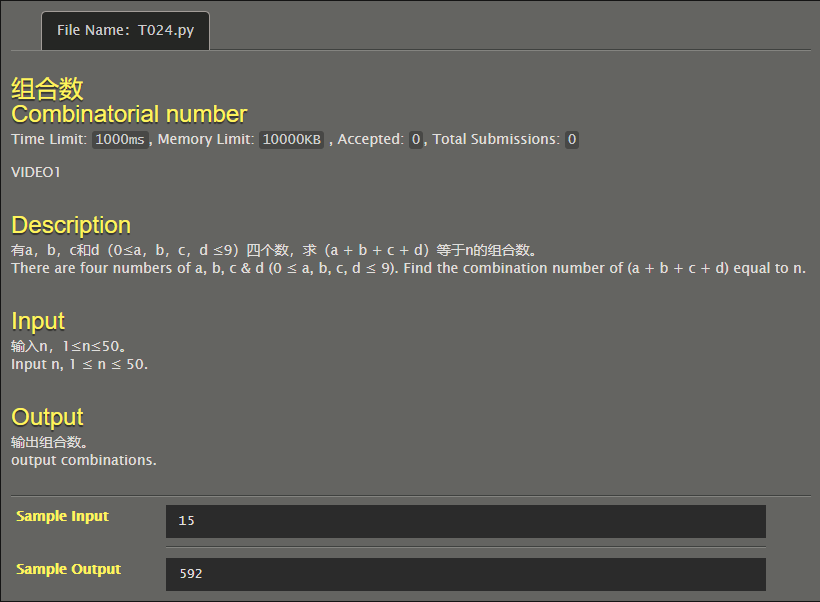 File Name: T024.py
组合数
Combinatorial number
Time Limit: 1000ms, Memory Limit: 10000KB , Accepted: 0, Total Submissions: 0
VIDEO1
Description
有a，b，c和d（0≤a，b，c，d ≤9）四个数，求（a + b + c + d）等于n的组合数。
There are four numbers of a, b, c & d (0 ≤ a, b, c, d ≤ 9). Find the combination number of (a + b + c + d) equal to n.
Input
输入n，1≤n≤50。
Input n, 1 ≤ n ≤ 50.
Output
输出组合数。
output combinations.
Sample Input
15
Sample Output
592